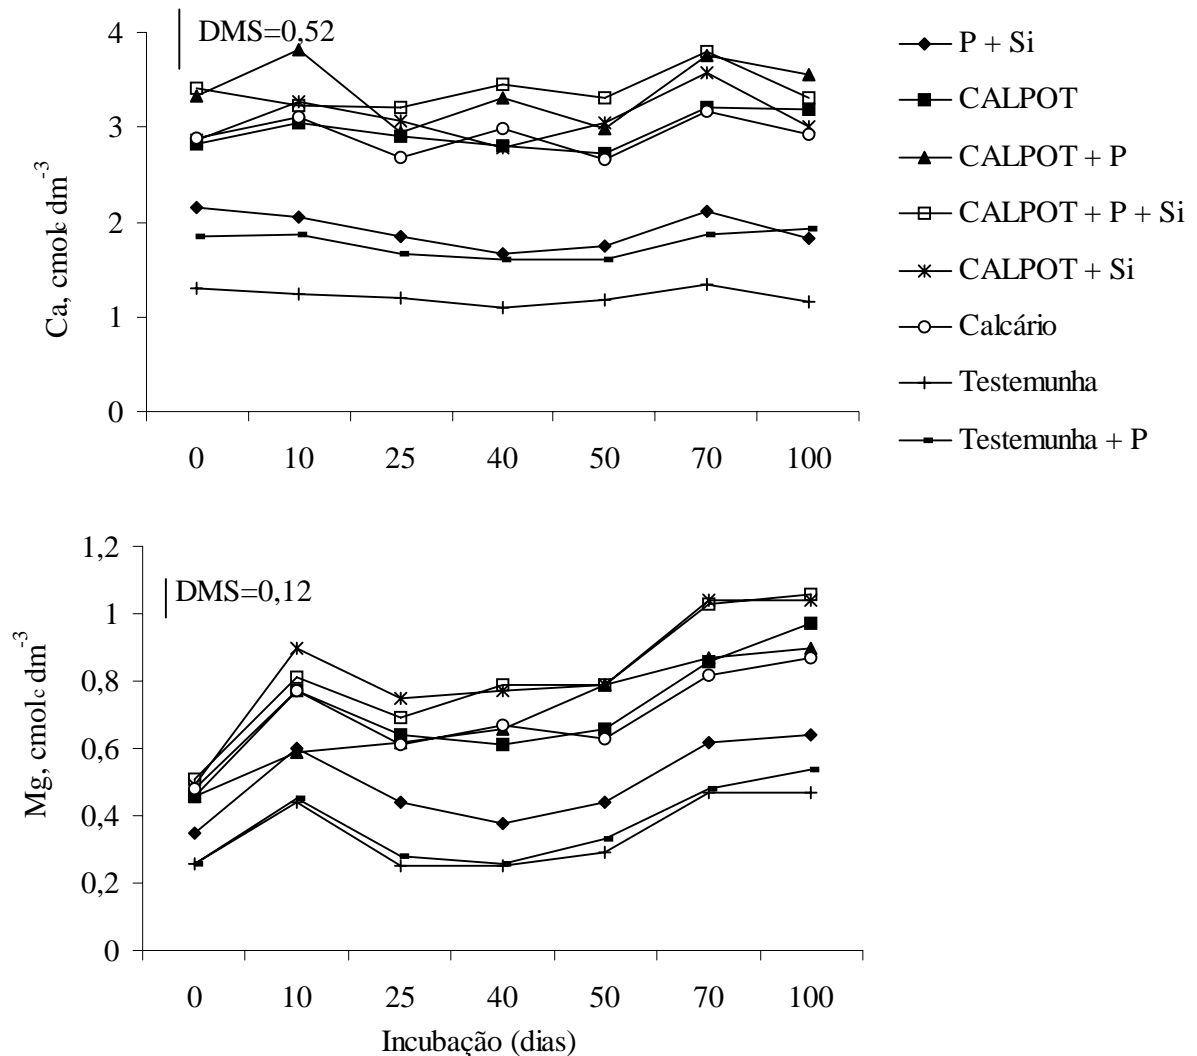 DMS=0,52
4
3
2
1
0
Ca, cmolc dm-3
0 10 25 40 50 70 100
P + Si
CALPOT
CALPOT + P
CALPOT + P + Si
CALPOT + Si
Calcário
Testemunha
Testemunha + P
DMS=0,12
1,2
1
0,8
0,6
0,4
0,2
0
Mg, cmolc dm-3
0 10 25 40 50 70 100
Incubação (dias)